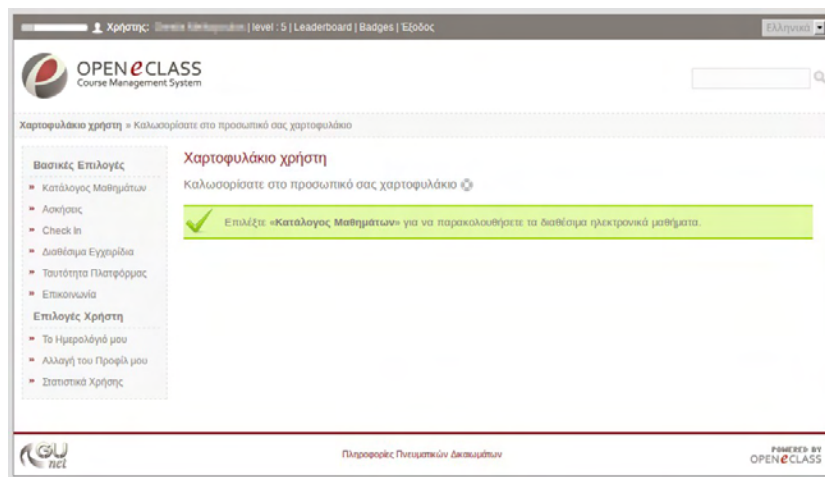 Χρήστης: | level : 5 | Leaderboard | Badges | Έξοδος
Ελληνικά
OPEN eCLASS
Course Management System
Χαρτοφυλάκιο χρήστη » Καλωσορίσατε στο προσωπικό σας χαρτοφυλάκιο
Βασικές Επιλογές
Κατάλογος Μαθημάτων
Ασκήσεις
Check In
Διαθέσιμα Εγχειρίδια
Ταυτότητα Πλατφόρμας
Επικοινωνία
Επιλογές Χρήστη
Το Ημερολόγιό μου
Αλλαγή του Προφίλ μου
Στατιστικά Χρήσης
Χαρτοφυλάκιο χρήστη
Καλωσορίσατε στο προσωπικό σας χαρτοφυλάκιο
Επιλέξτε «Κατάλογος Μαθημάτων» για να παρακολουθήσετε τα διαθέσιμα ηλεκτρονικά μαθήματα.
GU
net
Πληροφορίες Πνευματικών Δικαιωμάτων
POWERED BY
OPEN eCLASS